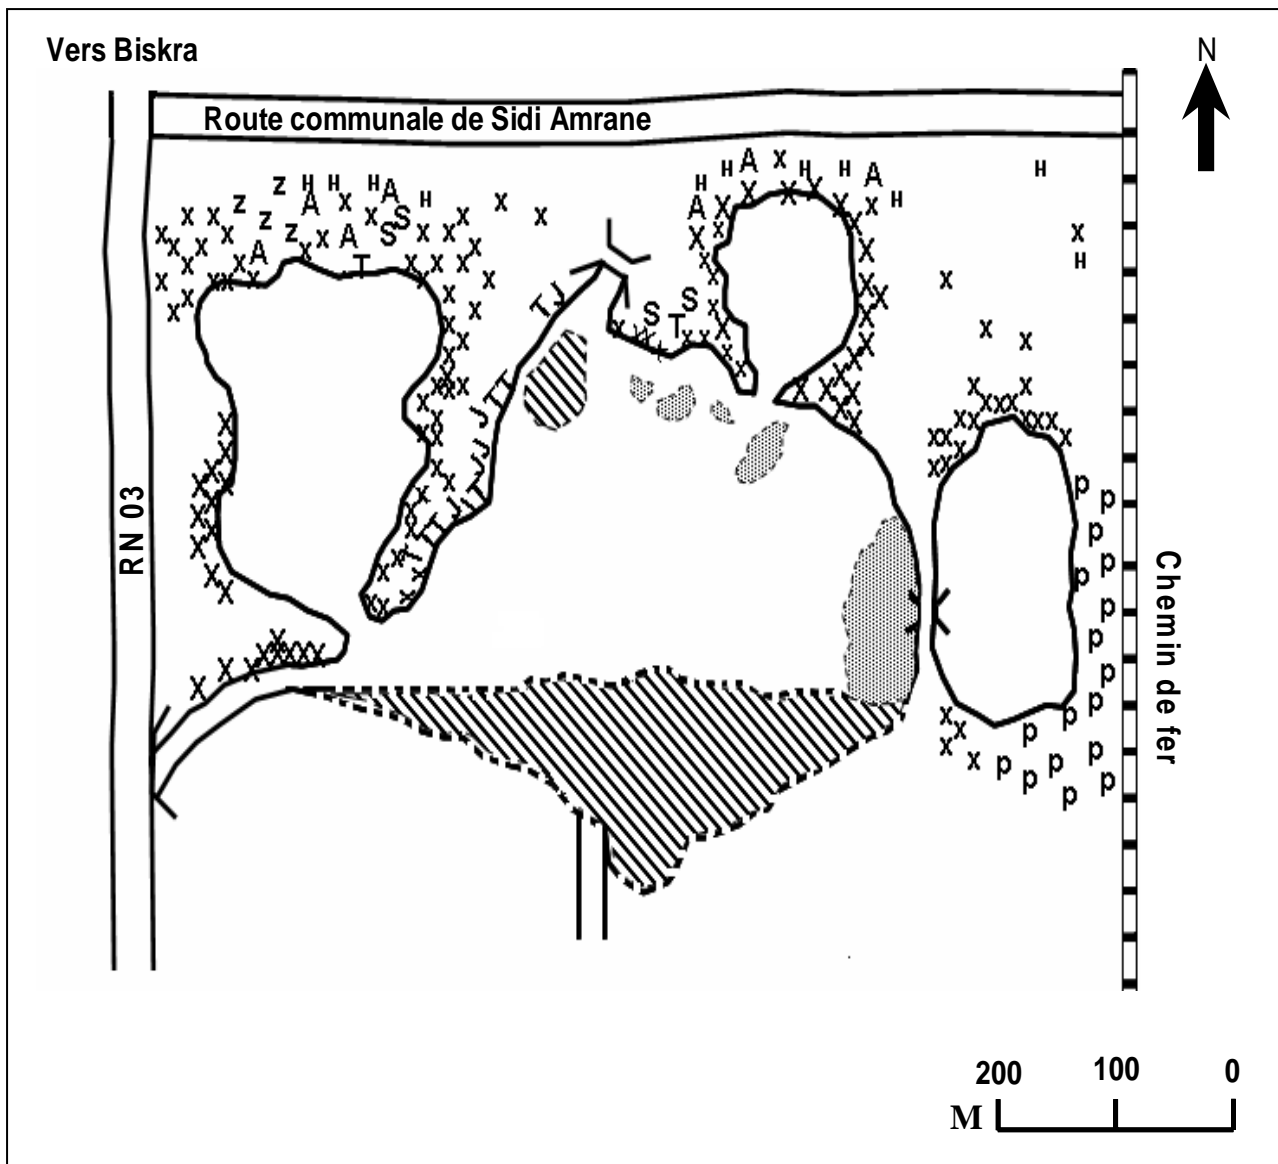 Vers Biskra
N
Route communale de Sidi Amrane
RN 03
Chemin de fer
200 100 0
M